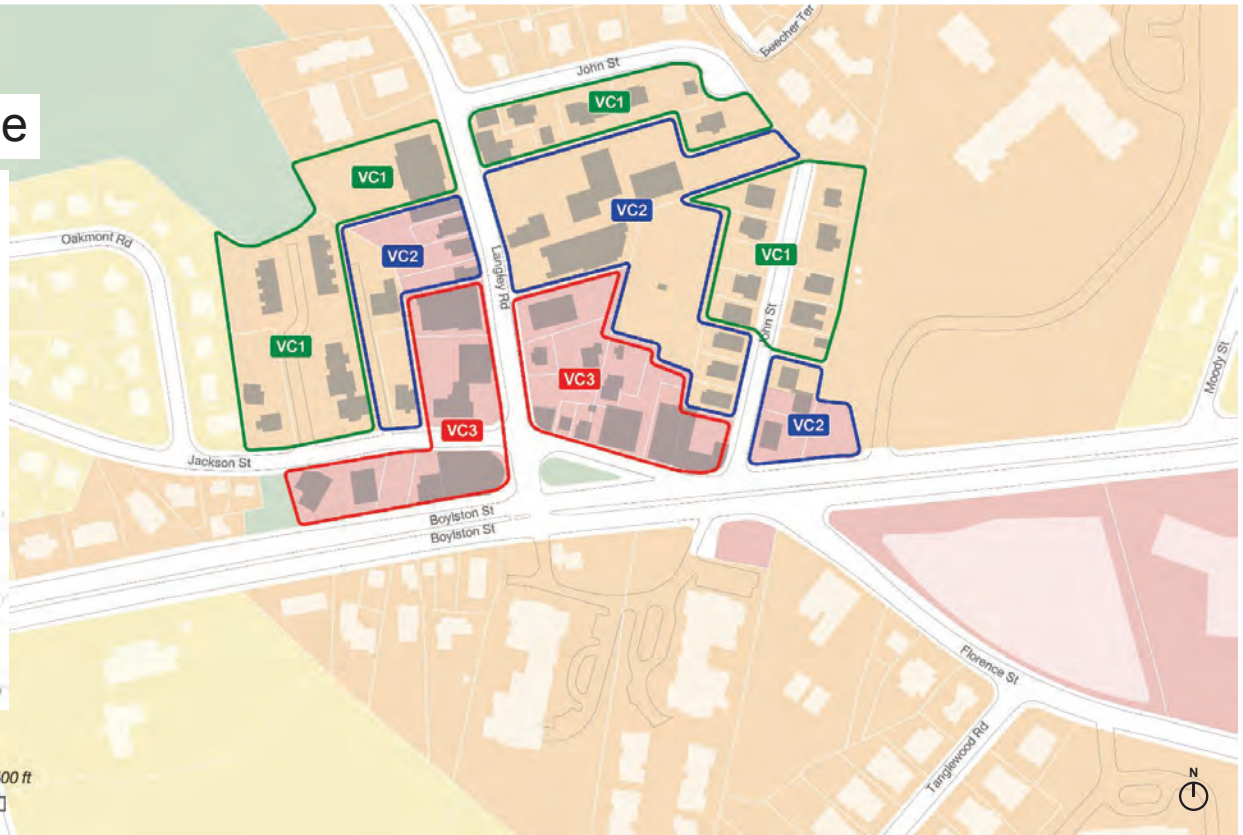 Beecher Ter
John St
VC1
e
VC1
VC2
Oakmont Rd
VC2
VC1
Langley Rd
John St
VC1
VC3
Moody St
VC3
VC2
Jackson St
Boylston St
Boylston St
Florence St
Tanglewood Rd
00 ft
N